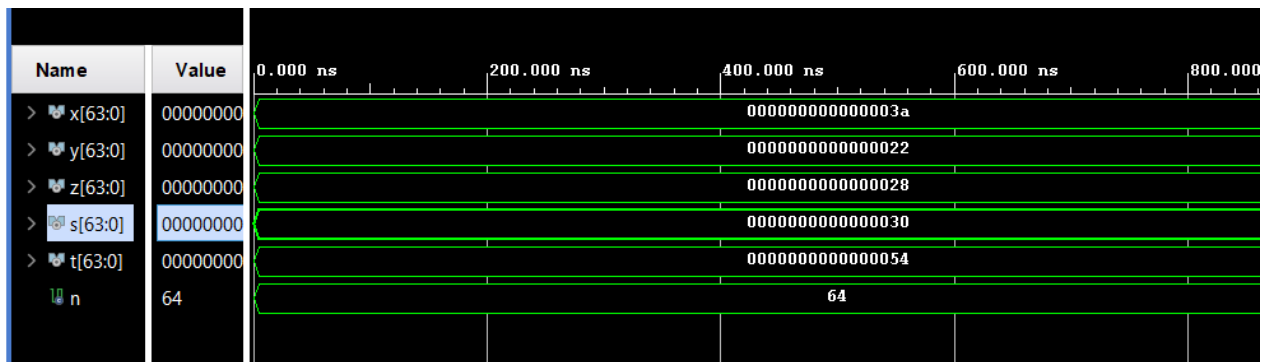 Name Value 0.000 ns 200.000 ns 400.000 ns 600.000 ns 800.000
x[63:0] 00000000 000000000000003a
y[63:0] 00000000 0000000000000022
z[63:0] 00000000 0000000000000028
s[63:0] 00000000 0000000000000030
t[63:0] 00000000 0000000000000054
n 64 64